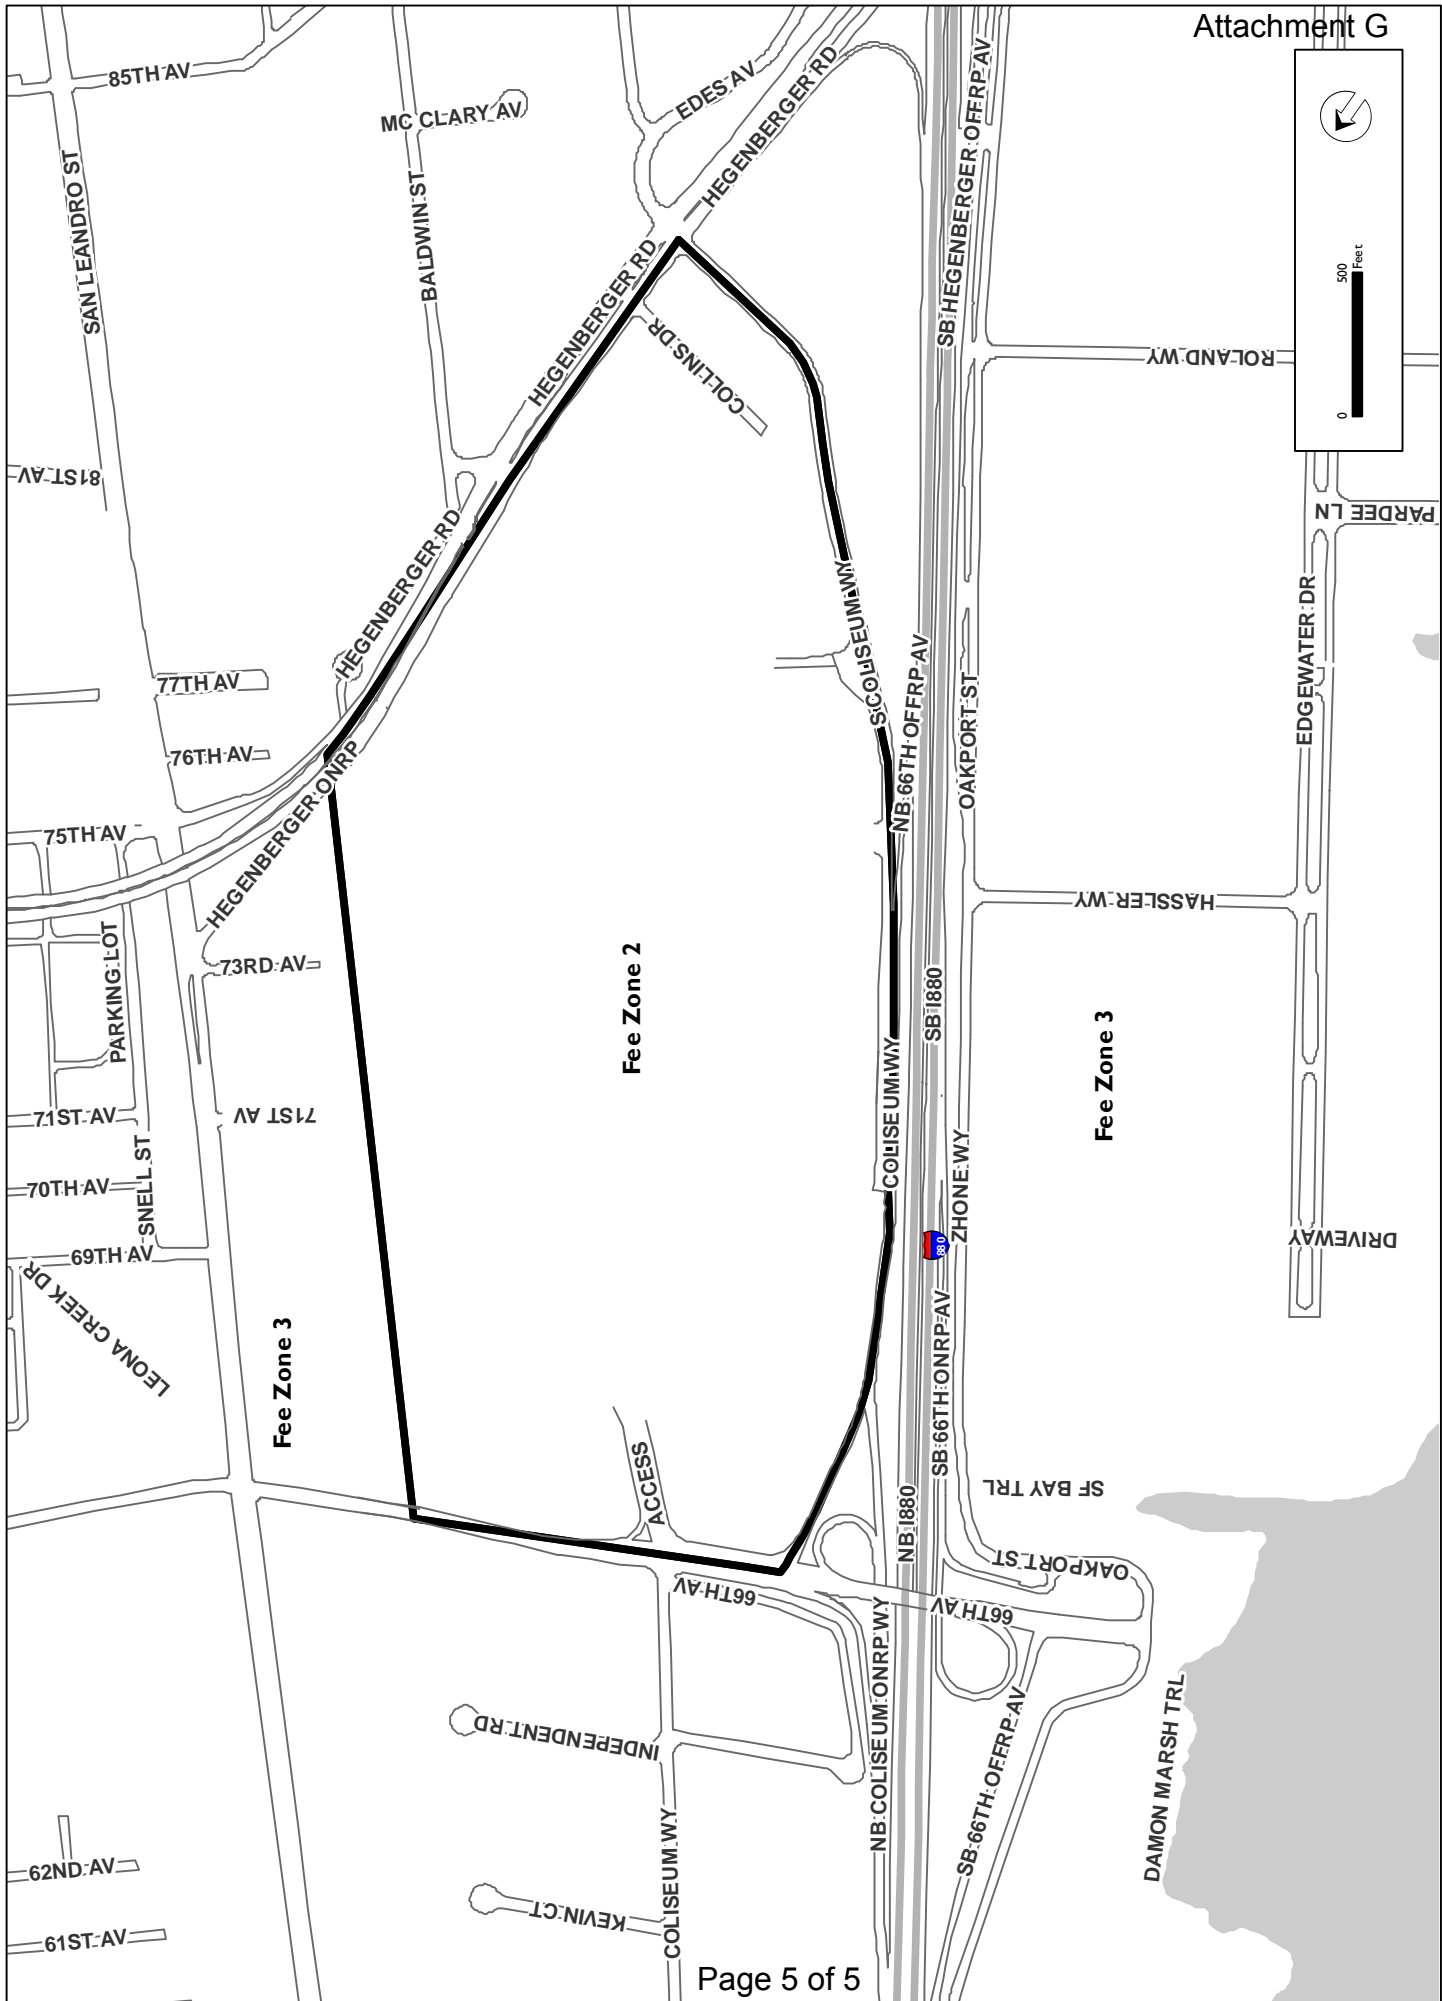 Attachment G
85TH AV
MC CLARY AV
EDES AV
HEGENBERGER RD
SB HEGENBERGER OFFRP AV
SAN LEANDRO ST
BALDWIN ST
HEGENBERGER RD
COLLINS DR
ROLAND WY
0
500
Feet
81ST AV
HEGENBERGER RD
S COLISEUM WY
PARDEE LN
77TH AV
76TH AV
HEGENBERGER ONRP
NB 66TH OFFRP AV
OAKPORT ST
EDGEWATER DR
75TH AV
PARKING LOT
73RD AV
Fee Zone 2
HASSLER WY
SB I880
71ST AV
71ST AV
COLISEUM WY
Fee Zone 3
70TH AV
SNELL ST
69TH AV
ZHONE WY
880
DRIVEWAY
LEONA CREEK DR
Fee Zone 3
SB 66TH ONRP AV
ACCESS
NB I880
SF BAY TRL
66TH AV
OAKPORT ST
66TH AV
INDEPENDENT RD
NB COLISEUM ONRP WY
SB 66TH OFFRP AV
DAMON MARSH TRL
62ND AV
COLISEUM WY
KEVIN CT
61ST AV
Page 5 of 5